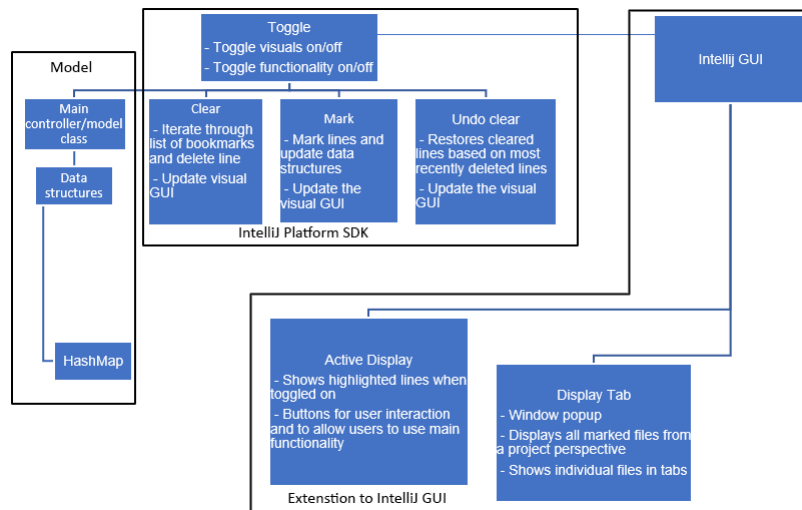 Toggle
- Toggle visuals on/off
- Toggle functionality on/off
Intellij GUI
Model
Main
controller/model
class
Data
structures
HashMap
Clear
- Iterate through
list of bookmarks
and delete line
- Update visual
GUI
Mark
- Mark lines and
update data
structures
- Update the
visual GUI
Undo clear
- Restores cleared
lines based on most
recently deleted lines
- Update the visual
GUI
IntelliJ Platform SDK
Active Display
- Shows highlighted lines when
toggled on
- Buttons for user interaction
and to allow users to use main
functionality
Display Tab
- Window popup
- Displays all marked files from
a project perspective
- Shows individual files in tabs
Extenstion to IntelliJ GUI